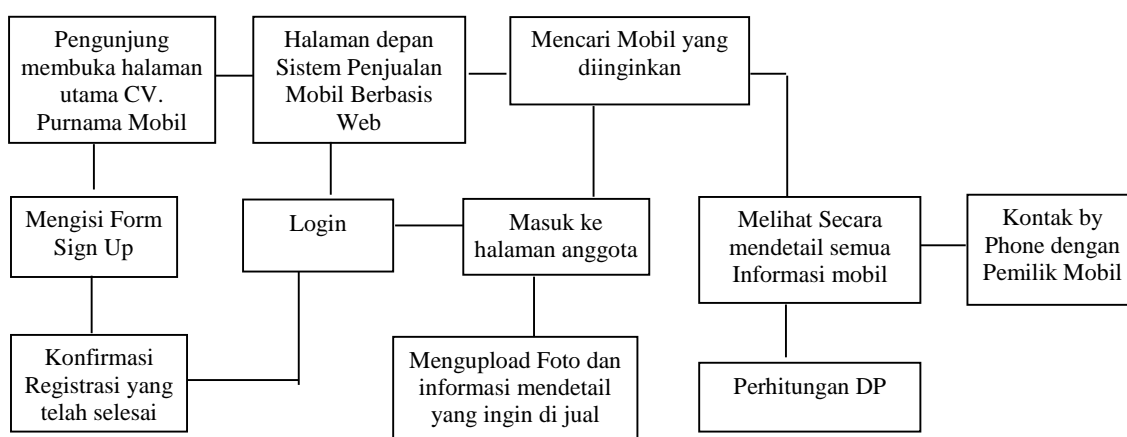 Pengunjung
membuka halaman
utama CV.
Purnama Mobil
Halaman depan
Sistem Penjualan
Mobil Berbasis
Web
Mencari Mobil yang
diinginkan
Mengisi Form
Sign Up
Login
Masuk ke
halaman anggota
Melihat Secara
mendetail semua
Informasi mobil
Kontak by
Phone dengan
Pemilik Mobil
Konfirmasi
Registrasi yang
telah selesai
Mengupload Foto dan
informasi mendetail
yang ingin di jual
Perhitungan DP